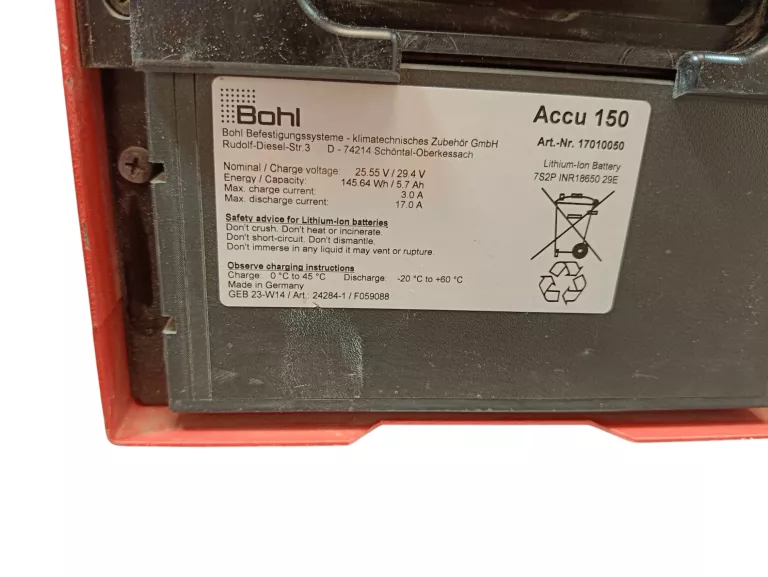 Bohl
Accu 150
Bohl Befestigungssysteme - klimatechnisches Zubehör GmbH
Rudolf-Diesel-Str.3 D - 74214 Schöntal-Oberkessach
Art.-Nr. 17010050
Nominal / Charge voltage: 25.55 V / 29.4 V
Energy / Capacity: 145.64 Wh / 5.7 Ah
Max. charge current: 3.0 A
Max. discharge current: 17.0 A
Lithium-Ion Battery
7S2P INR18650 29E
Safety advice for Lithium-Ion batteries
Don't crush. Don't heat or incinerate.
Don't short-circuit. Don't dismantle.
Don't immerse in any liquid it may vent or rupture.
Observe charging instructions
Charge: 0 °C to 45 °C Discharge: -20 °C to +60 °C
Made in Germany
GEB 23-W14 / Art.: 24284-1 / F059088